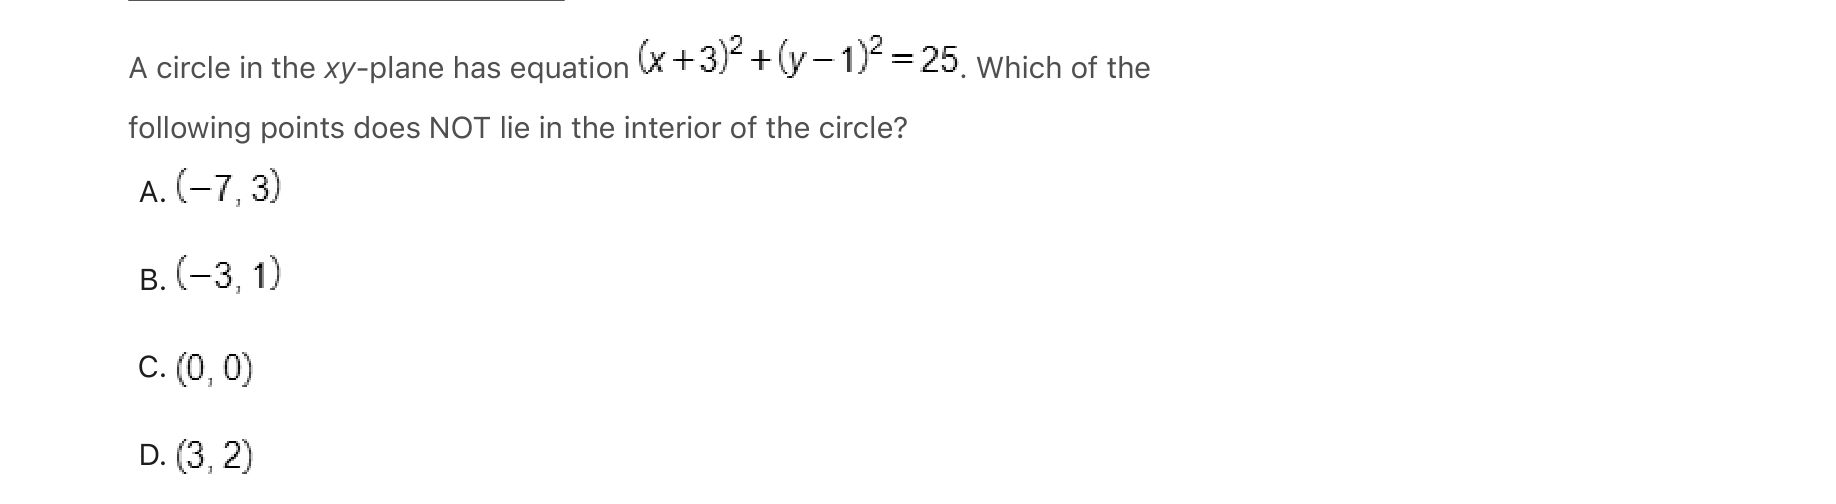 A circle in the xy-plane has equation (x+3)² + (y−1)² = 25. Which of the
following points does NOT lie in the interior of the circle?
A. (−7, 3)
B. (−3, 1)
C. (0, 0)
D. (3, 2)